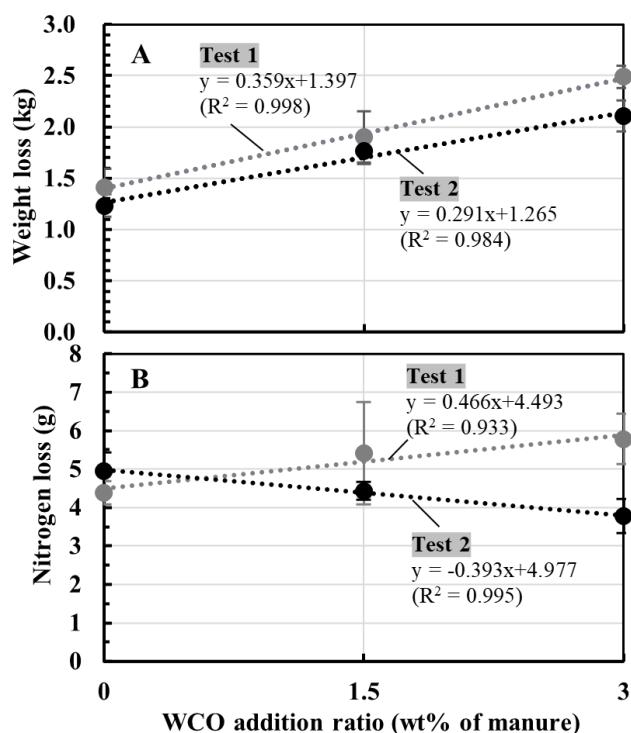 3.0
A
Test 1
y = 0.359x+1.397
(R² = 0.998)
2.5
2.0
1.5
1.0
0.5
0.0
Weight loss (kg)
Test 2
y = 0.291x+1.265
(R² = 0.984)
8
B
Test 1
y = 0.466x+4.493
(R² = 0.933)
7
6
5
4
3
2
1
0
Nitrogen loss (g)
Test 2
y = -0.393x+4.977
(R² = 0.995)
0 1.5 3
WCO addition ratio (wt% of manure)